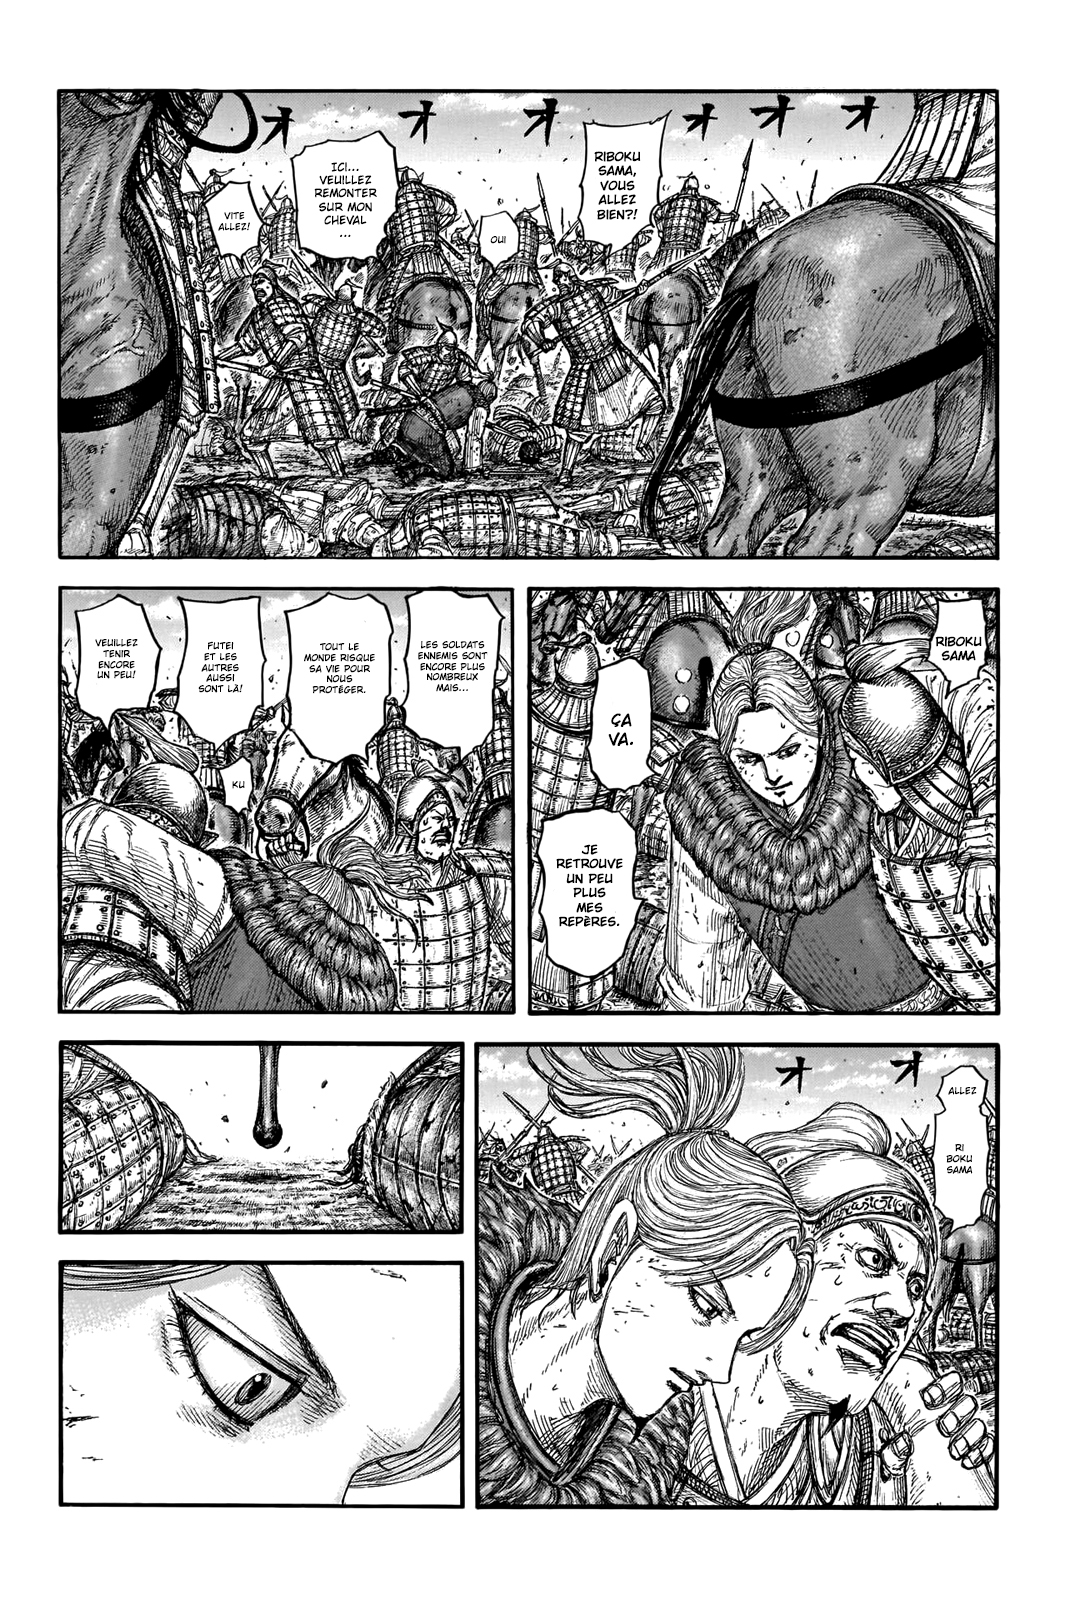 オ
オ
オ
オ
オ
オ
RIBOKU
SAMA,
VOUS
ALLEZ
BIEN?!
OUI
ICI...
VEUILLEZ
REMONTER
SUR MON
CHEVAL
...
VITE
ALLEZ!
RIBOKU
SAMA
ÇA
VA.
JE
RETROUVE
UN PEU
PLUS
MES
REPÈRES.
LES SOLDATS
ENNEMIS SONT
ENCORE PLUS
NOMBREUX
MAIS...
TOUT LE
MONDE RISQUE
SA VIE POUR
NOUS
PROTÉGER.
FUTEI
ET LES
AUTRES
AUSSI
SONT LÀ!
KU
VEUILLEZ
TENIR
ENCORE
UN PEU!
オ
オ
ALLEZ
RI
BOKU
SAMA